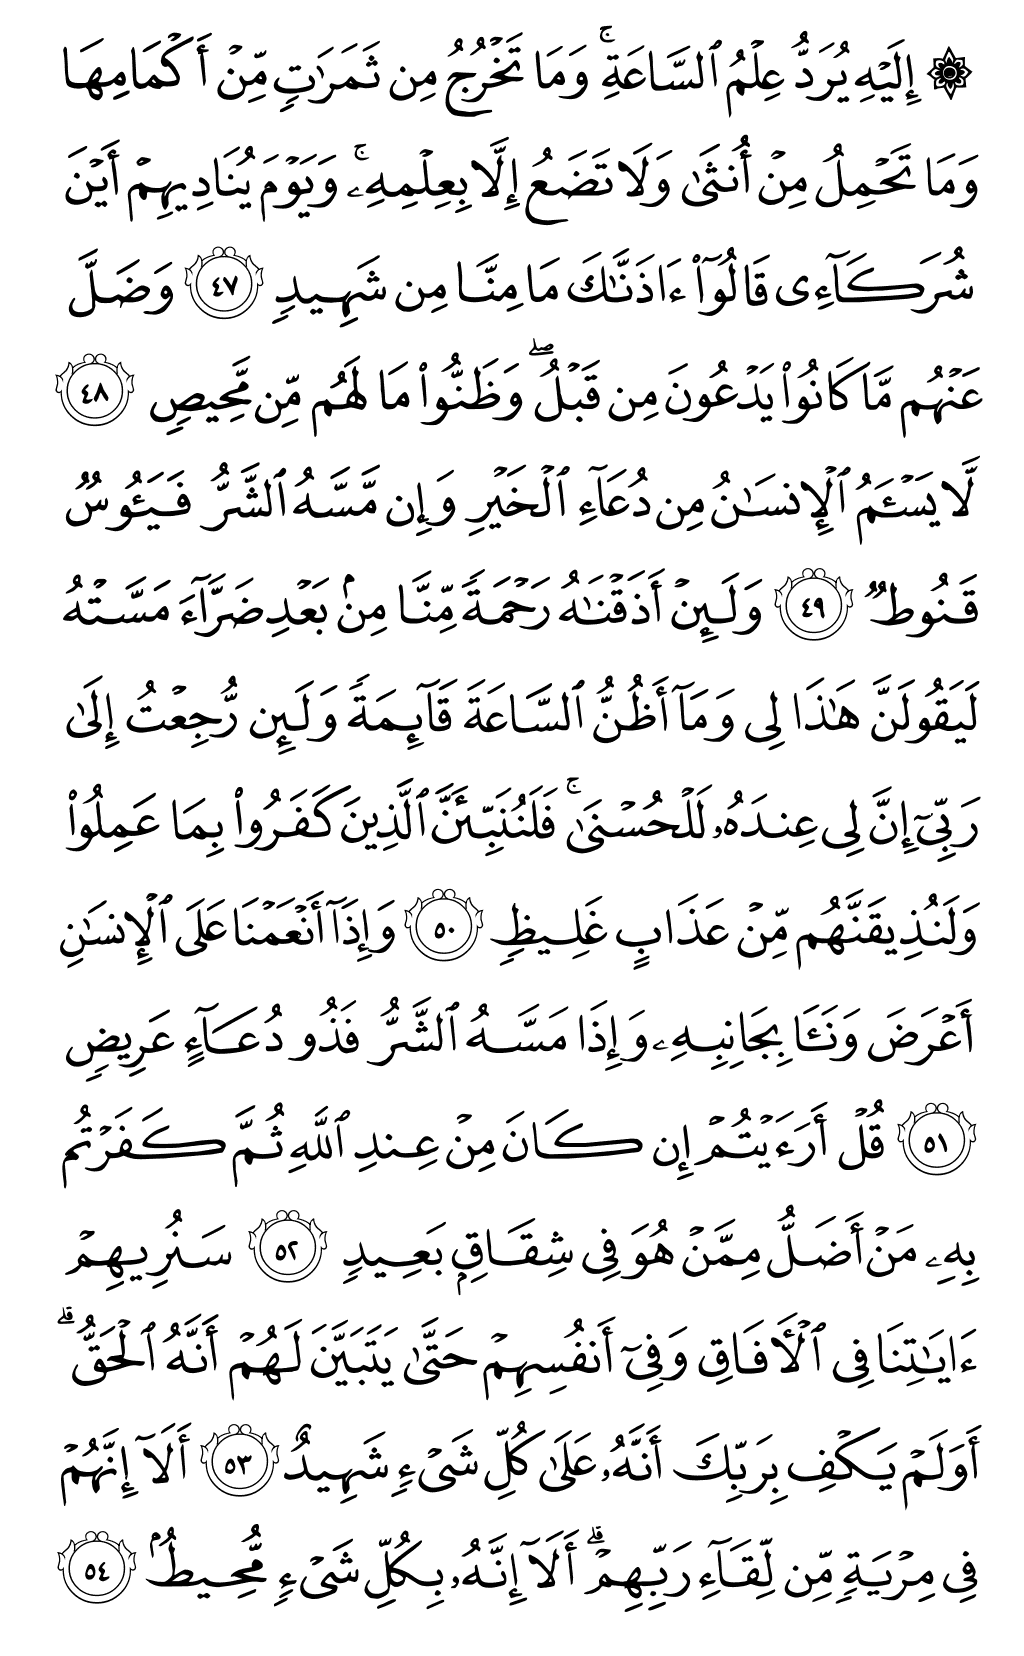 ۞ إِلَيْهِ يُرَدُّ عِلْمُ ٱلسَّاعَةِ ۚ وَمَا تَخْرُجُ مِن ثَمَرَٰتٍ مِّنْ أَكْمَامِهَا
وَمَا تَحْمِلُ مِنْ أُنثَىٰ وَلَا تَضَعُ إِلَّا بِعِلْمِهِۦ ۚ وَيَوْمَ يُنَادِيهِمْ أَيْنَ
شُرَكَآءِى قَالُوٓا۟ ءَاذَنَّـٰكَ مَا مِنَّا مِن شَهِيدٍ ٤٧ وَضَلَّ
عَنْهُم مَّا كَانُوا۟ يَدْعُونَ مِن قَبْلُ ۖ وَظَنُّوا۟ مَا لَهُم مِّن مَّحِيصٍ ٤٨
لَّا يَسْـَٔمُ ٱلْإِنسَـٰنُ مِن دُعَآءِ ٱلْخَيْرِ وَإِن مَّسَّهُ ٱلشَّرُّ فَيَـُٔوسٌ
قَنُوطٌ ٤٩ وَلَئِنْ أَذَقْنَـٰهُ رَحْمَةً مِّنَّا مِنۢ بَعْدِ ضَرَّآءَ مَسَّتْهُ
لَيَقُولَنَّ هَـٰذَا لِى وَمَآ أَظُنُّ ٱلسَّاعَةَ قَآئِمَةً وَلَئِن رُّجِعْتُ إِلَىٰ
رَبِّىٓ إِنَّ لِى عِندَهُۥ لَلْحُسْنَىٰ ۚ فَلَنُنَبِّئَنَّ ٱلَّذِينَ كَفَرُوا۟ بِمَا عَمِلُوا۟
وَلَنُذِيقَنَّهُم مِّنْ عَذَابٍ غَلِيظٍ ٥٠ وَإِذَآ أَنْعَمْنَا عَلَى ٱلْإِنسَـٰنِ
أَعْرَضَ وَنَـَٔا بِجَانِبِهِۦ وَإِذَا مَسَّهُ ٱلشَّرُّ فَذُو دُعَآءٍ عَرِيضٍ
٥١ قُلْ أَرَءَيْتُمْ إِن كَانَ مِنْ عِندِ ٱللَّهِ ثُمَّ كَفَرْتُم
بِهِۦ مَنْ أَضَلُّ مِمَّنْ هُوَ فِى شِقَاقٍۭ بَعِيدٍ ٥٢ سَنُرِيهِمْ
ءَايَـٰتِنَا فِى ٱلْـَٔافَاقِ وَفِىٓ أَنفُسِهِمْ حَتَّىٰ يَتَبَيَّنَ لَهُمْ أَنَّهُ ٱلْحَقُّ ۗ
أَوَلَمْ يَكْفِ بِرَبِّكَ أَنَّهُۥ عَلَىٰ كُلِّ شَىْءٍ شَهِيدٌ ٥٣ أَلَآ إِنَّهُمْ
فِى مِرْيَةٍ مِّن لِّقَآءِ رَبِّهِمْ ۗ أَلَآ إِنَّهُۥ بِكُلِّ شَىْءٍ مُّحِيطٌۢ ٥٤